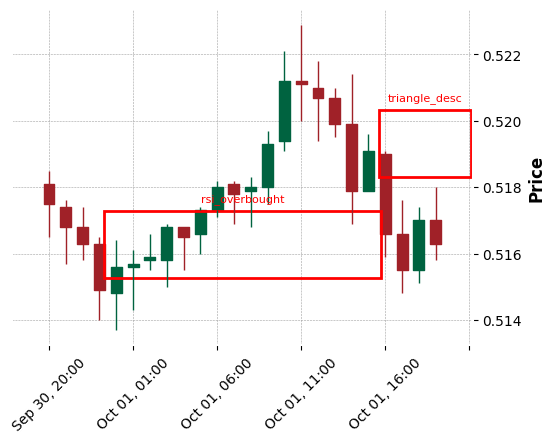 triangle_desc
rsi_overbought
0.522
0.520
0.518
0.516
0.514
Price
Sep 30, 20:00
Oct 01, 01:00
Oct 01, 06:00
Oct 01, 11:00
Oct 01, 16:00